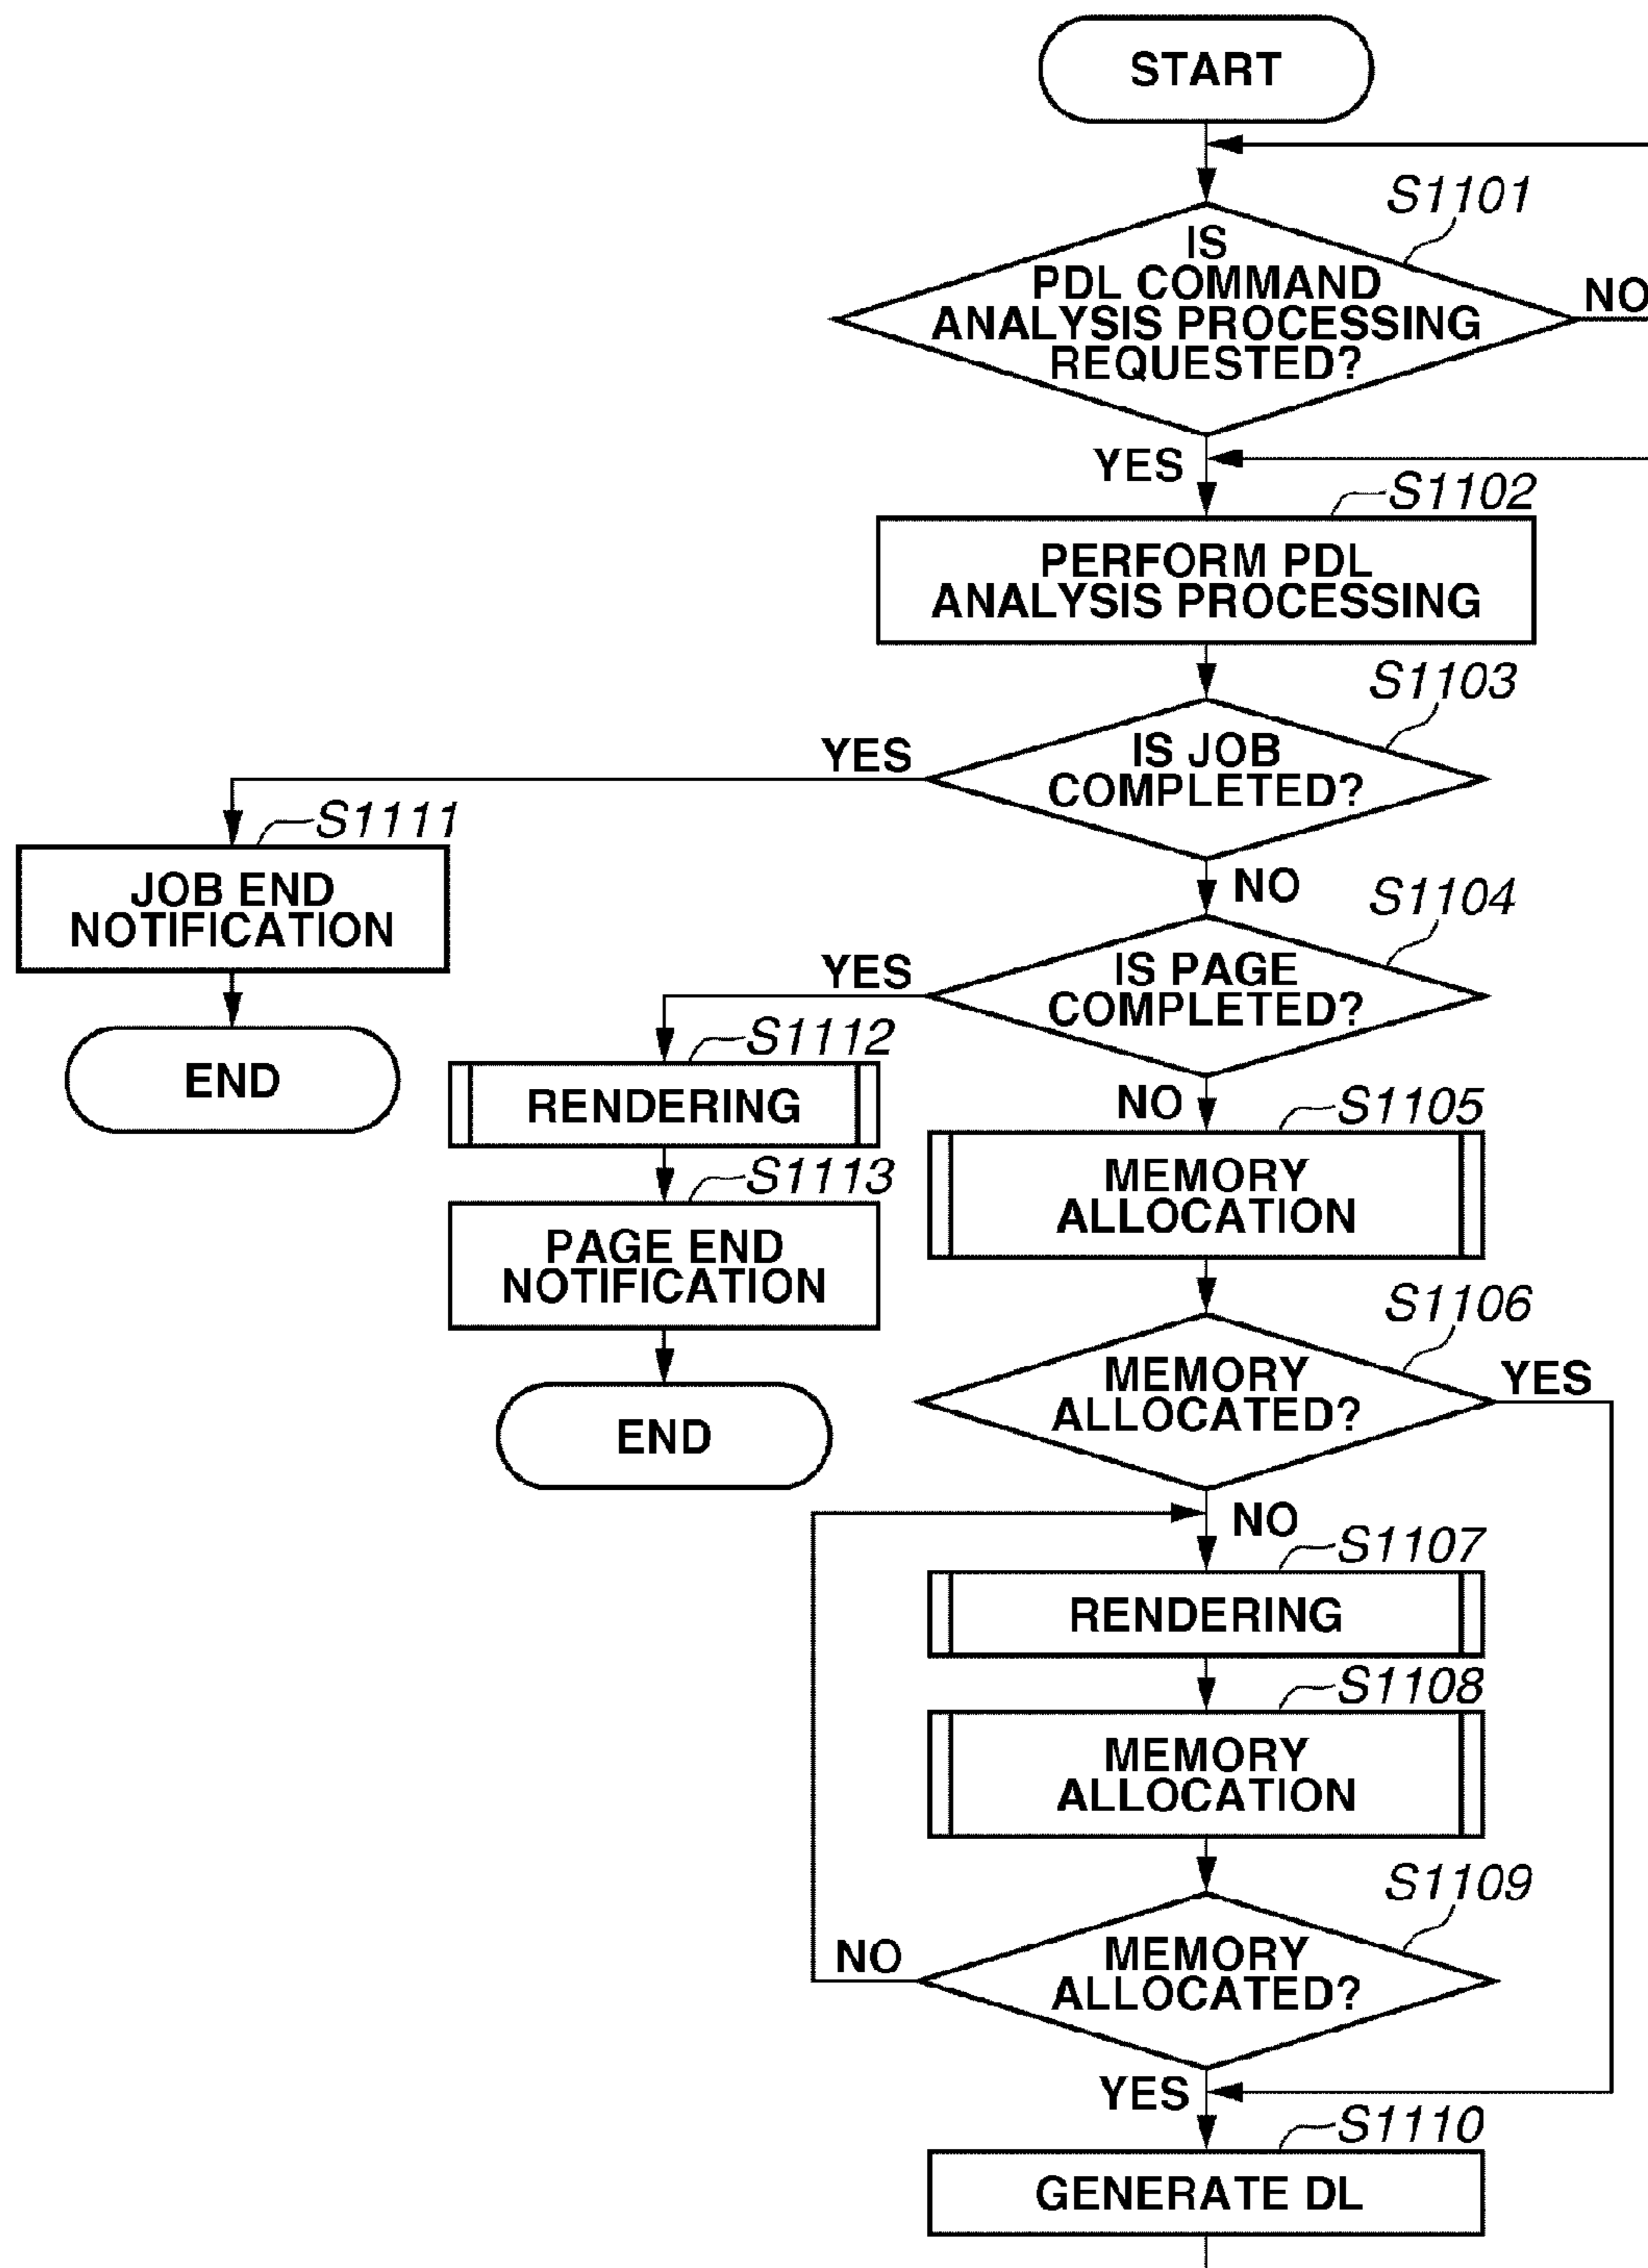 START
S1101
IS
PDL COMMAND
ANALYSIS PROCESSING
REQUESTED?
NO
YES
S1102
PERFORM PDL
ANALYSIS PROCESSING
S1103
IS JOB
COMPLETED?
YES
S1111
JOB END
NOTIFICATION
END
NO
S1104
IS PAGE
COMPLETED?
YES
S1112
RENDERING
S1113
PAGE END
NOTIFICATION
END
NO
S1105
MEMORY
ALLOCATION
S1106
MEMORY
ALLOCATED?
YES
NO
S1107
RENDERING
S1108
MEMORY
ALLOCATION
S1109
MEMORY
ALLOCATED?
NO
YES
S1110
GENERATE DL